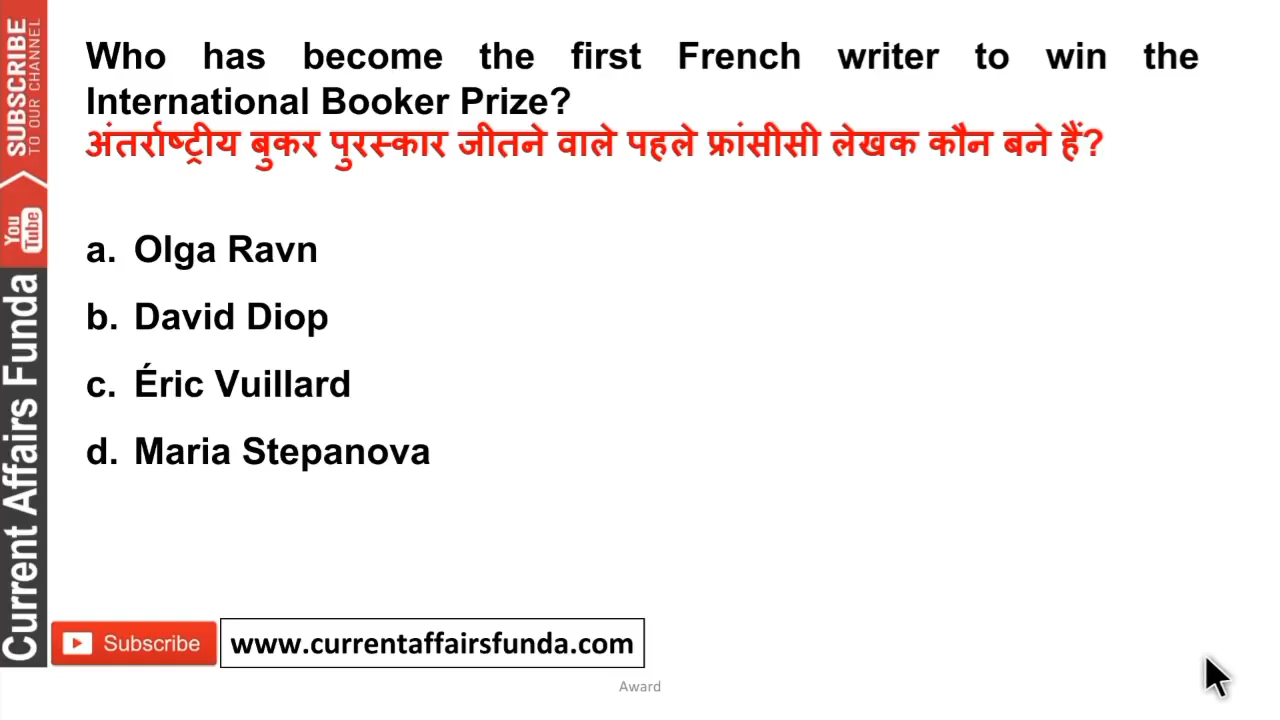 Who has become the first French writer to win the
International Booker Prize?
अंतर्राष्ट्रीय बुकर पुरस्कार जीतने वाले पहले फ्रांसीसी लेखक कौन बने हैं?
a. Olga Ravn
b. David Diop
c. Éric Vuillard
d. Maria Stepanova
SUBSCRIBE
TO OUR CHANNEL
You
Tube
Current Affairs Funda
Subscribe
www.currentaffairsfunda.com
Award